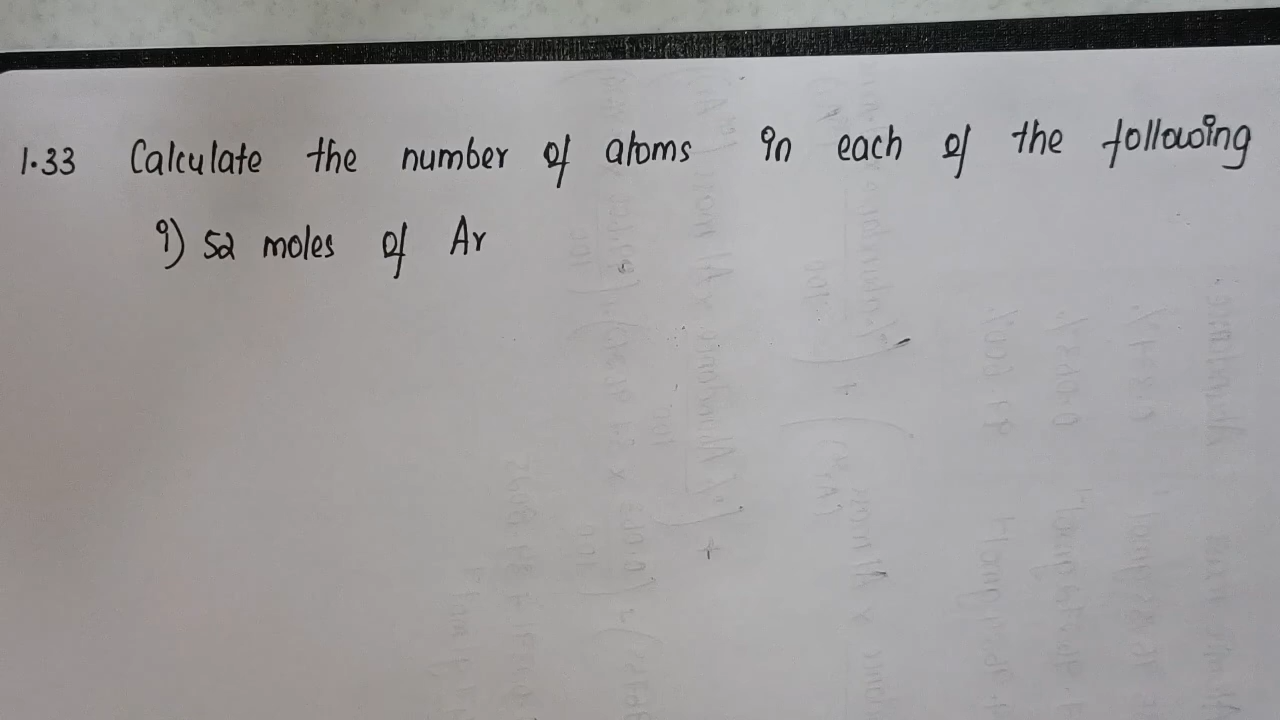 1.33 Calculate the number of atoms in each of the following
i) 52 moles of Ar